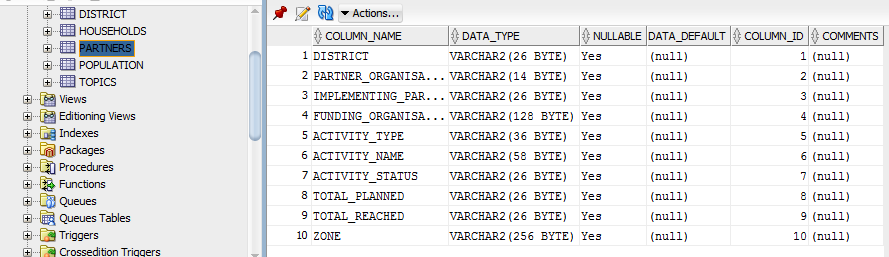 DISTRICT
HOUSEHOLDS
PARTNERS
POPULATION
TOPICS
Views
Editioning Views
Indexes
Packages
Procedures
Functions
Queues
Queues Tables
Triggers
Crossedition Triggers
Actions...
COLUMN_NAME DATA_TYPE NULLABLE DATA_DEFAULT COLUMN_ID COMMENTS
1 DISTRICT VARCHAR2(26 BYTE) Yes (null) 1 (null)
2 PARTNER_ORGANISA... VARCHAR2(14 BYTE) Yes (null) 2 (null)
3 IMPLEMENTING_PAR... VARCHAR2(26 BYTE) Yes (null) 3 (null)
4 FUNDING_ORGANISA... VARCHAR2(128 BYTE) Yes (null) 4 (null)
5 ACTIVITY_TYPE VARCHAR2(36 BYTE) Yes (null) 5 (null)
6 ACTIVITY_NAME VARCHAR2(58 BYTE) Yes (null) 6 (null)
7 ACTIVITY_STATUS VARCHAR2(26 BYTE) Yes (null) 7 (null)
8 TOTAL_PLANNED VARCHAR2(26 BYTE) Yes (null) 8 (null)
9 TOTAL_REACHED VARCHAR2(26 BYTE) Yes (null) 9 (null)
10 ZONE VARCHAR2(256 BYTE) Yes (null) 10 (null)